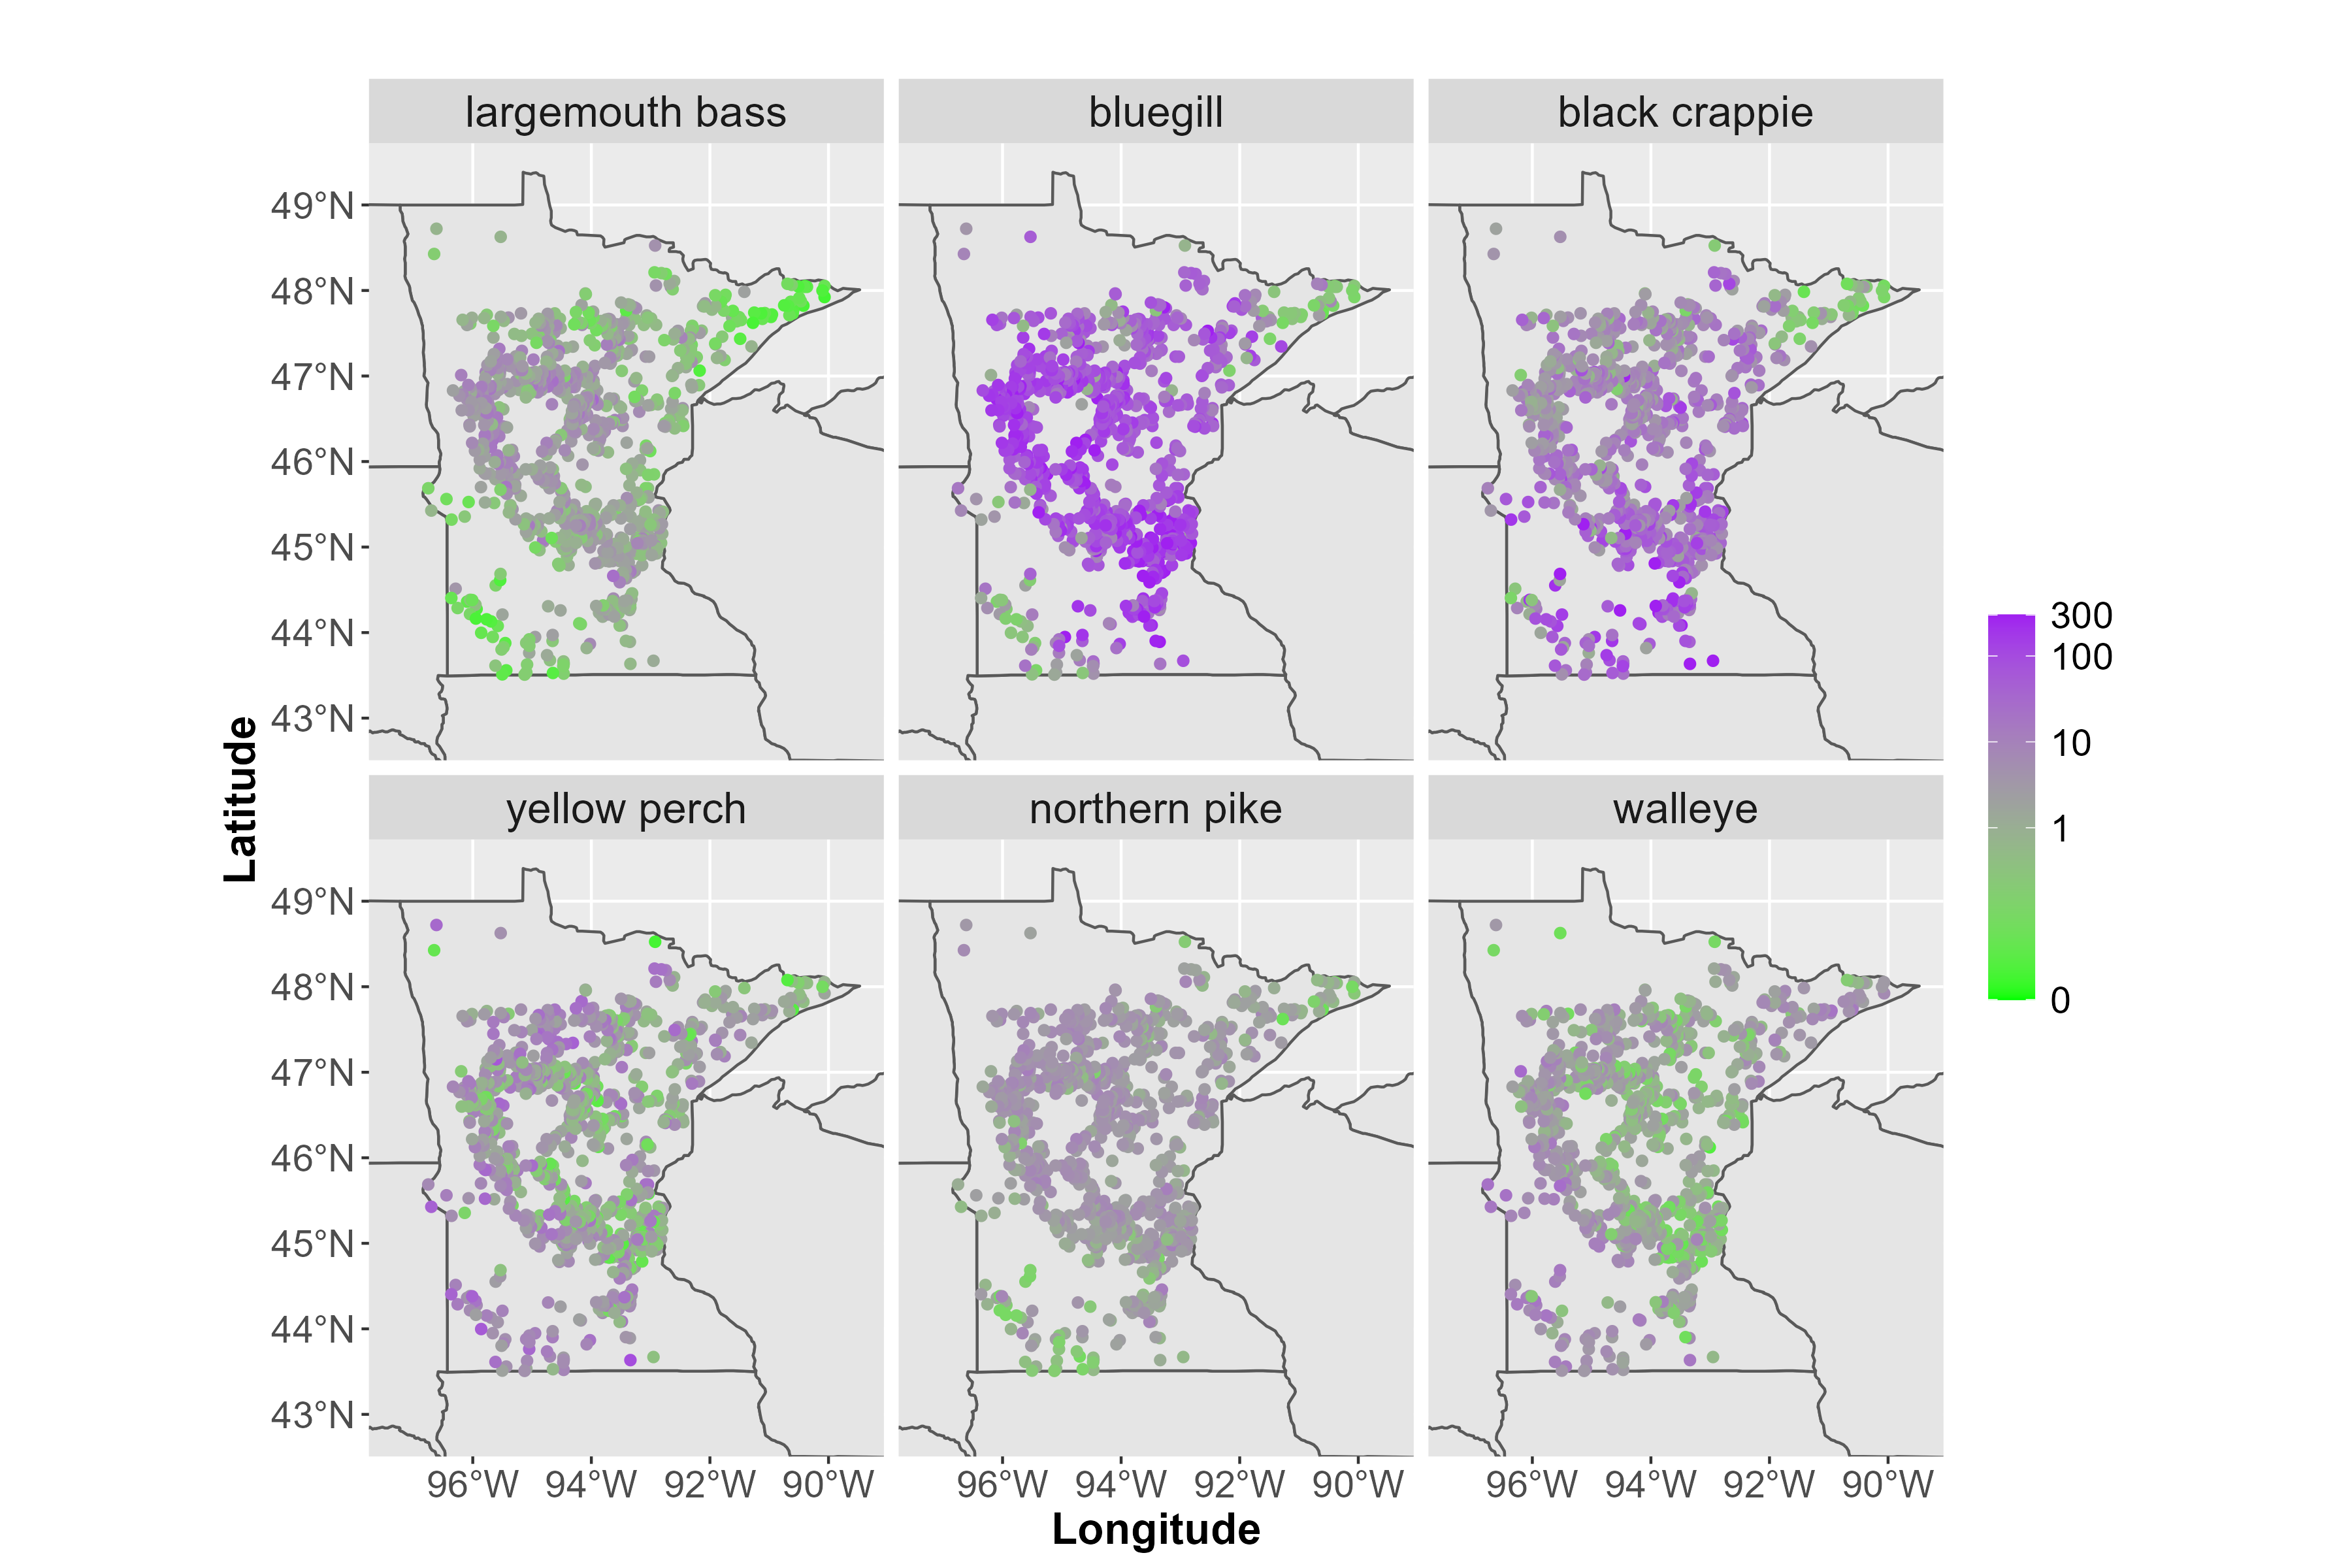 largemouth bass
bluegill
black crappie
49°N
48°N
47°N
46°N
45°N
44°N
43°N
yellow perch
northern pike
walleye
49°N
48°N
47°N
46°N
45°N
44°N
43°N
96°W 94°W 92°W 90°W
96°W 94°W 92°W 90°W
96°W 94°W 92°W 90°W
Longitude
Latitude
300
100
10
1
0